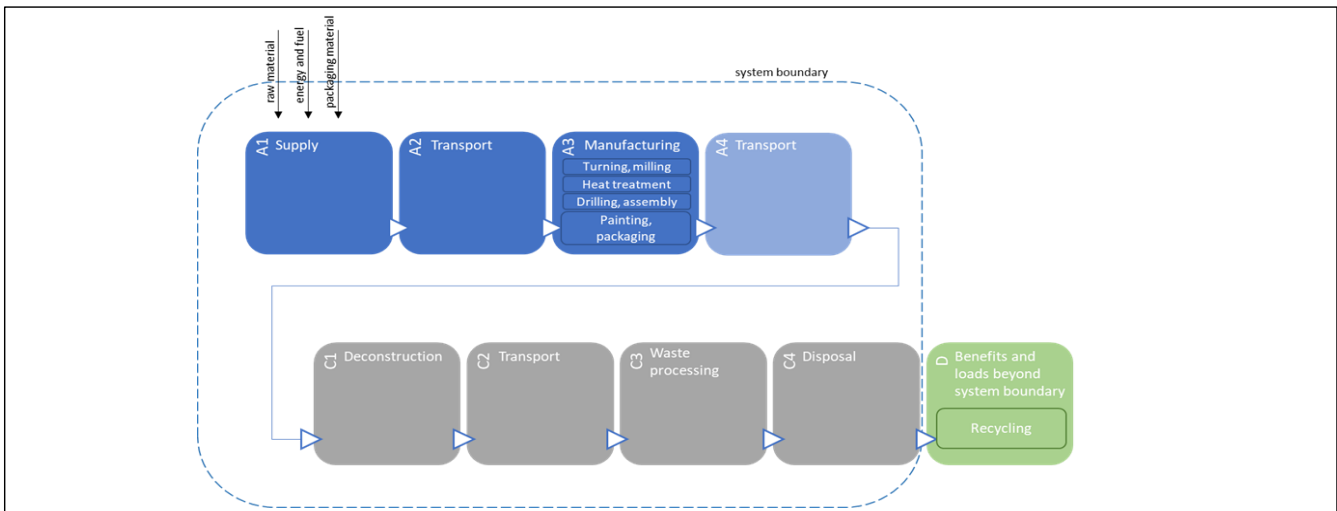 raw material
energy and fuel
packaging material
system boundary
A1 Supply
A2 Transport
A3 Manufacturing
Turning, milling
Heat treatment
Drilling, assembly
Painting,
packaging
A4 Transport
C1 Deconstruction
C2 Transport
C3 Waste
processing
C4 Disposal
D Benefits and
loads beyond
system boundary
Recycling